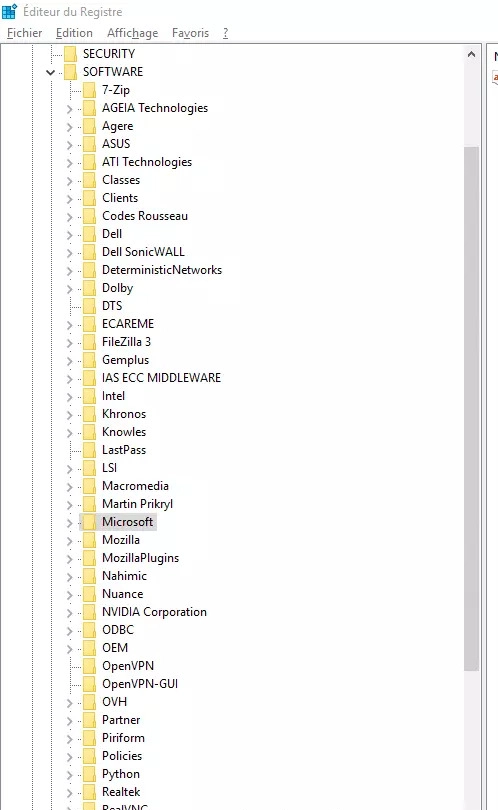 Éditeur du Registre
Fichier Edition Affichage Favoris ?
SECURITY
SOFTWARE
7-Zip
AGEIA Technologies
Agere
ASUS
ATI Technologies
Classes
Clients
Codes Rousseau
Dell
Dell SonicWALL
DeterministicNetworks
Dolby
DTS
ECAREME
FileZilla 3
Gemplus
IAS ECC MIDDLEWARE
Intel
Khronos
Knowles
LastPass
LSI
Macromedia
Martin Prikryl
Microsoft
Mozilla
MozillaPlugins
Nahimic
Nuance
NVIDIA Corporation
ODBC
OEM
OpenVPN
OpenVPN-GUI
OVH
Partner
Piriform
Policies
Python
Realtek
RealVNC